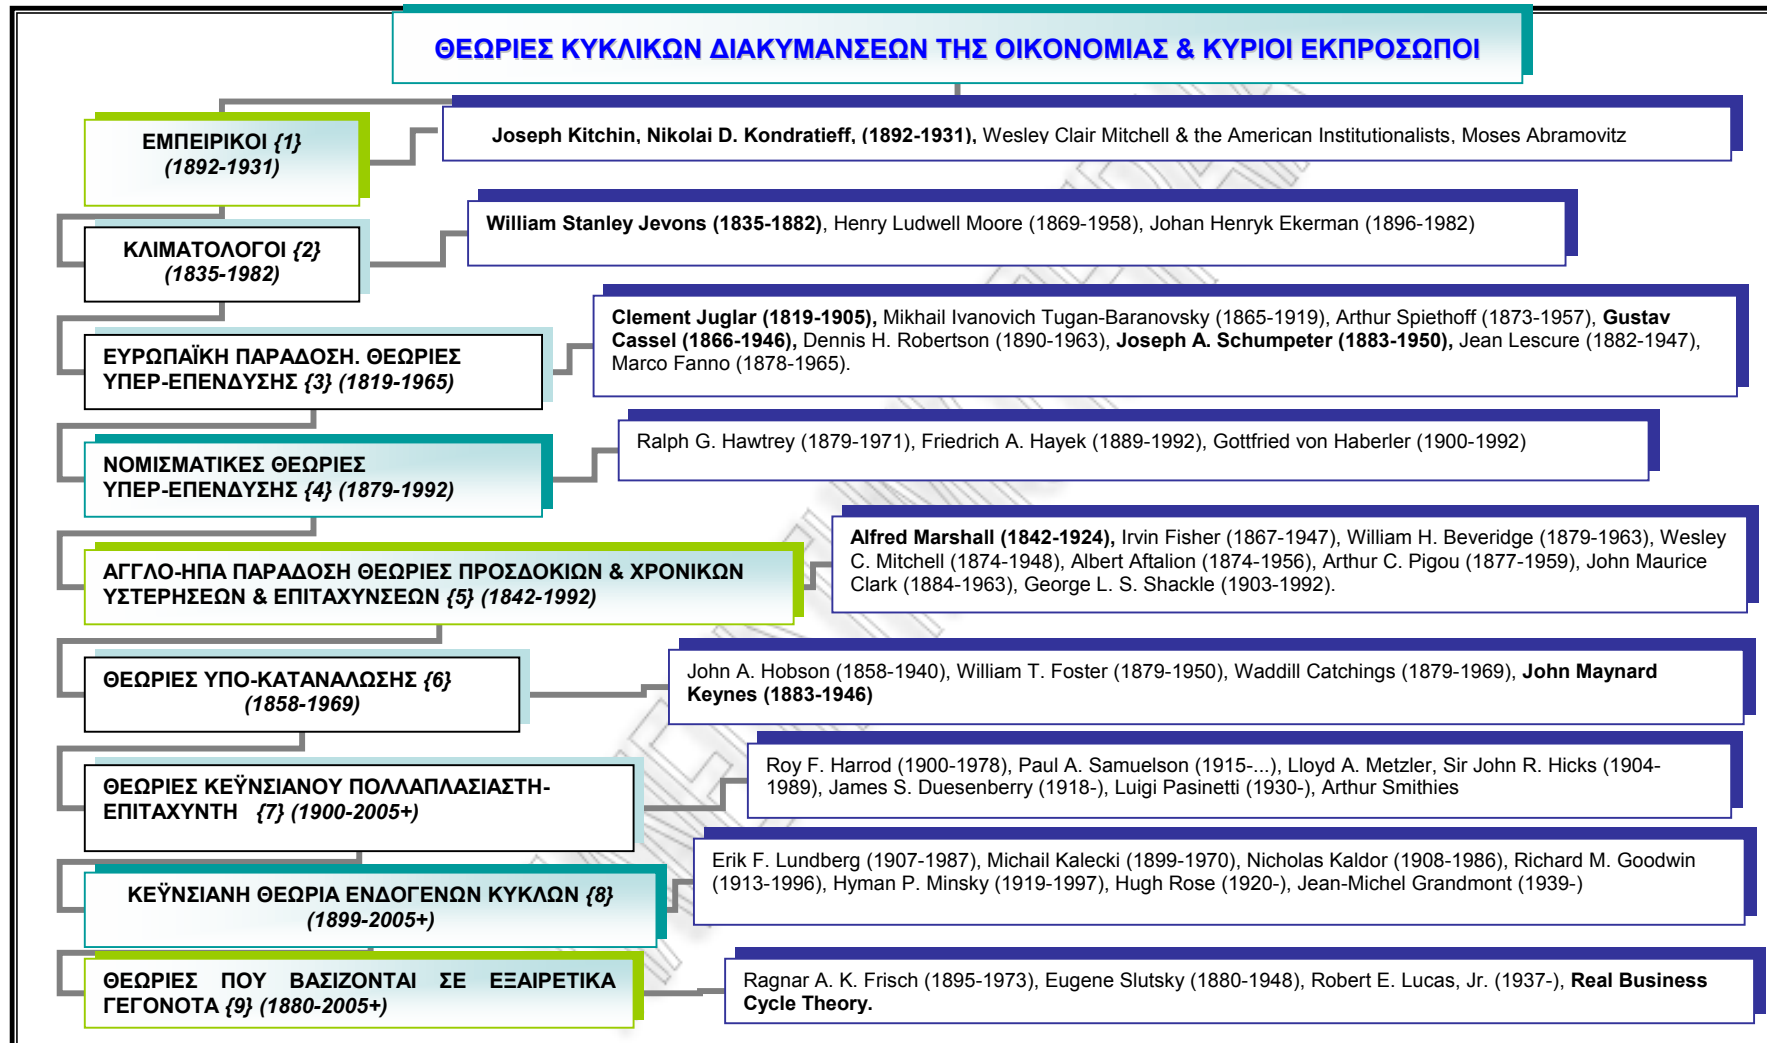 ΘΕΩΡΙΕΣ ΚΥΚΛΙΚΩΝ ΔΙΑΚΥΜΑΝΣΕΩΝ ΤΗΣ ΟΙΚΟΝΟΜΙΑΣ & ΚΥΡΙΟΙ ΕΚΠΡΟΣΩΠΟΙ
ΕΜΠΕΙΡΙΚΟΙ {1}
(1892-1931)
Joseph Kitchin, Nikolai D. Kondratieff, (1892-1931), Wesley Clair Mitchell & the American Institutionalists, Moses Abramovitz
ΚΛΙΜΑΤΟΛΟΓΟΙ {2}
(1835-1982)
William Stanley Jevons (1835-1882), Henry Ludwell Moore (1869-1958), Johan Henryk Ekerman (1896-1982)
ΕΥΡΩΠΑΪΚΗ ΠΑΡΑΔΟΣΗ. ΘΕΩΡΙΕΣ
ΥΠΕΡ-ΕΠΕΝΔΥΣΗΣ {3} (1819-1965)
Clement Juglar (1819-1905), Mikhail Ivanovich Tugan-Baranovsky (1865-1919), Arthur Spiethoff (1873-1957), Gustav
Cassel (1866-1946), Dennis H. Robertson (1890-1963), Joseph A. Schumpeter (1883-1950), Jean Lescure (1882-1947),
Marco Fanno (1878-1965).
ΝΟΜΙΣΜΑΤΙΚΕΣ ΘΕΩΡΙΕΣ
ΥΠΕΡ-ΕΠΕΝΔΥΣΗΣ {4} (1879-1992)
Ralph G. Hawtrey (1879-1971), Friedrich A. Hayek (1889-1992), Gottfried von Haberler (1900-1992)
ΑΓΓΛΟ-ΗΠΑ ΠΑΡΑΔΟΣΗ ΘΕΩΡΙΕΣ ΠΡΟΣΔΟΚΙΩΝ & ΧΡΟΝΙΚΩΝ
ΥΣΤΕΡΗΣΕΩΝ & ΕΠΙΤΑΧΥΝΣΕΩΝ {5} (1842-1992)
Alfred Marshall (1842-1924), Irvin Fisher (1867-1947), William H. Beveridge (1879-1963), Wesley
C. Mitchell (1874-1948), Albert Aftalion (1874-1956), Arthur C. Pigou (1877-1959), John Maurice
Clark (1884-1963), George L. S. Shackle (1903-1992).
ΘΕΩΡΙΕΣ ΥΠΟ-ΚΑΤΑΝΑΛΩΣΗΣ {6}
(1858-1969)
John A. Hobson (1858-1940), William T. Foster (1879-1950), Waddill Catchings (1879-1969), John Maynard
Keynes (1883-1946)
ΘΕΩΡΙΕΣ ΚΕΫΝΣΙΑΝΟΥ ΠΟΛΛΑΠΛΑΣΙΑΣΤΗ-
ΕΠΙΤΑΧΥΝΤΗ {7} (1900-2005+)
Roy F. Harrod (1900-1978), Paul A. Samuelson (1915-...), Lloyd A. Metzler, Sir John R. Hicks (1904-
1989), James S. Duesenberry (1918-), Luigi Pasinetti (1930-), Arthur Smithies
ΚΕΫΝΣΙΑΝΗ ΘΕΩΡΙΑ ΕΝΔΟΓΕΝΩΝ ΚΥΚΛΩΝ {8}
(1899-2005+)
Erik F. Lundberg (1907-1987), Michail Kalecki (1899-1970), Nicholas Kaldor (1908-1986), Richard M. Goodwin
(1913-1996), Hyman P. Minsky (1919-1997), Hugh Rose (1920-), Jean-Michel Grandmont (1939-)
ΘΕΩΡΙΕΣ ΠΟΥ ΒΑΣΙΖΟΝΤΑΙ ΣΕ ΕΞΑΙΡΕΤΙΚΑ
ΓΕΓΟΝΟΤΑ {9} (1880-2005+)
Ragnar A. K. Frisch (1895-1973), Eugene Slutsky (1880-1948), Robert E. Lucas, Jr. (1937-), Real Business
Cycle Theory.